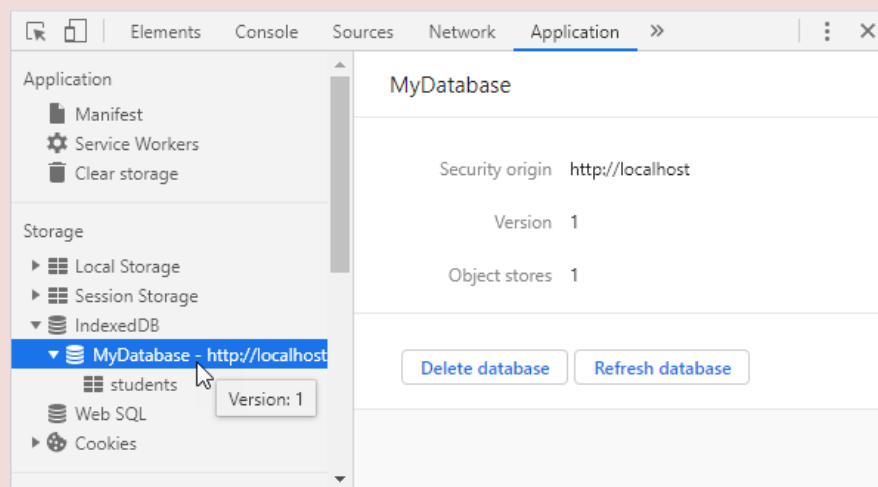 Elements Console Sources Network Application »
Application
Manifest
Service Workers
Clear storage
Storage
Local Storage
Session Storage
IndexedDB
MyDatabase - http://localhost
students
Version: 1
Web SQL
Cookies
MyDatabase
Security origin http://localhost
Version 1
Object stores 1
Delete database Refresh database